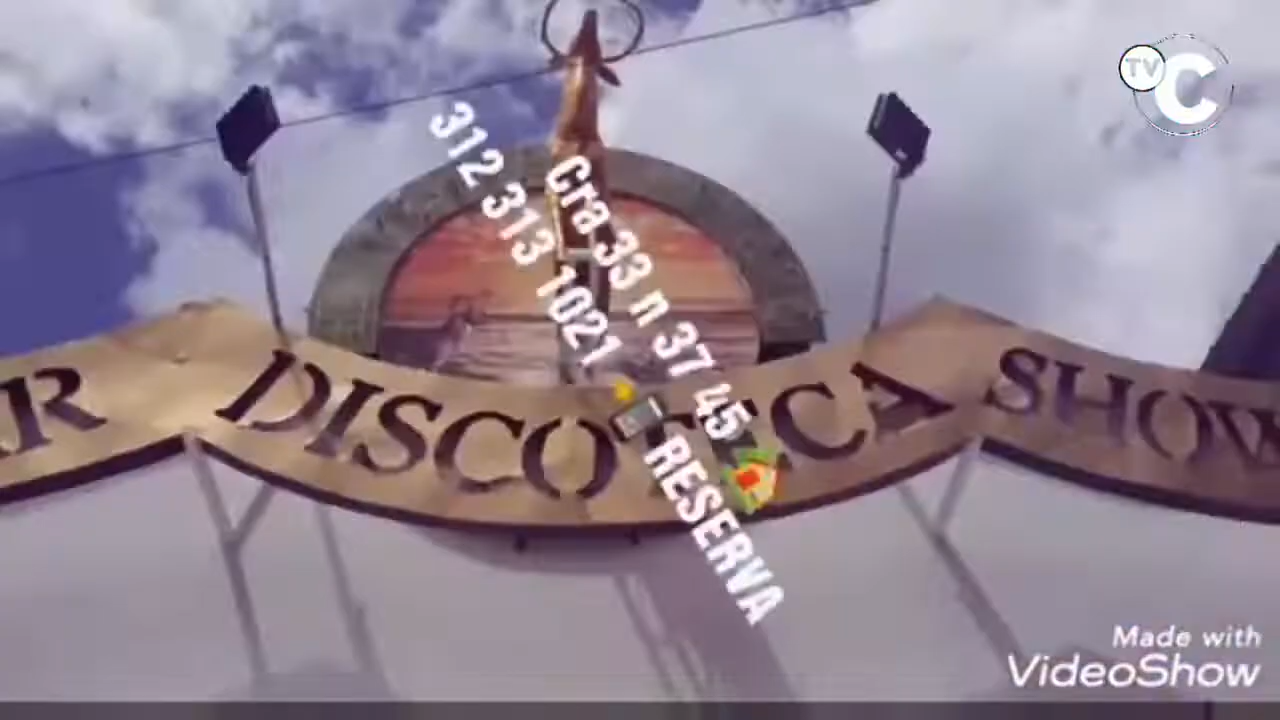 TV C
312 313 1021
Cra 33 n 37 45
RESERVA
DISCOTECA SHOW
Made with
VideoShow